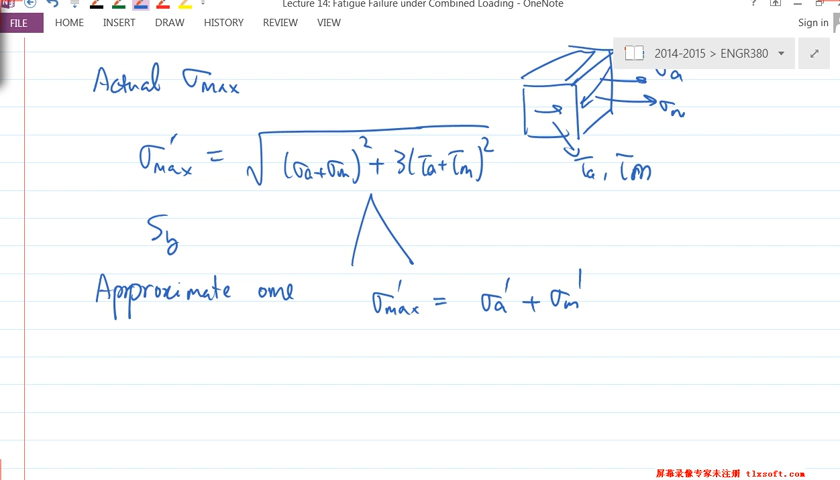 Lecture 14: Fatigue Failure under Combined Loading - OneNote
FILE HOME INSERT DRAW HISTORY REVIEW VIEW Sign in
2014-2015 > ENGR380
Actual σmax
σa
σm
τa, τm
σ'max = √((σa+σm)² + 3(τa+τm)²)
Sy
Approximate one σ'max = σa' + σm'
屏幕录像专家未注册 tlxsoft.com